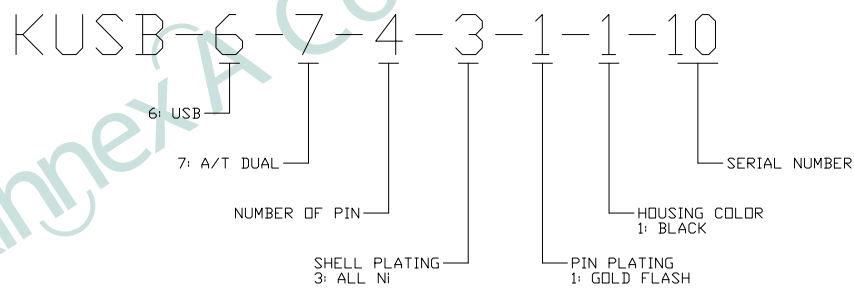 KUSB-6-7-4-3-1-1-10
6: USB
7: A/T DUAL
SERIAL NUMBER
NUMBER OF PIN
HOUSING COLOR
1: BLACK
SHELL PLATING
3: ALL Ni
PIN PLATING
1: GOLD FLASH